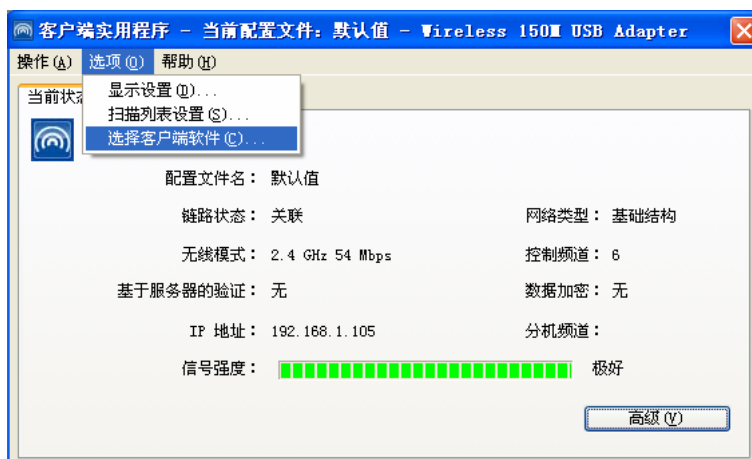 客户端实用程序 - 当前配置文件: 默认值 - Wireless 150M USB Adapter
操作(A) 选项(O) 帮助(H)
显示设置(D)...
当前状
扫描列表设置(S)...
选择客户端软件(C)...
配置文件名: 默认值
链路状态: 关联 网络类型: 基础结构
无线模式: 2.4 GHz 54 Mbps 控制频道: 6
基于服务器的验证: 无 数据加密: 无
IP 地址: 192.168.1.105 分机频道:
信号强度: 极好
高级(V)